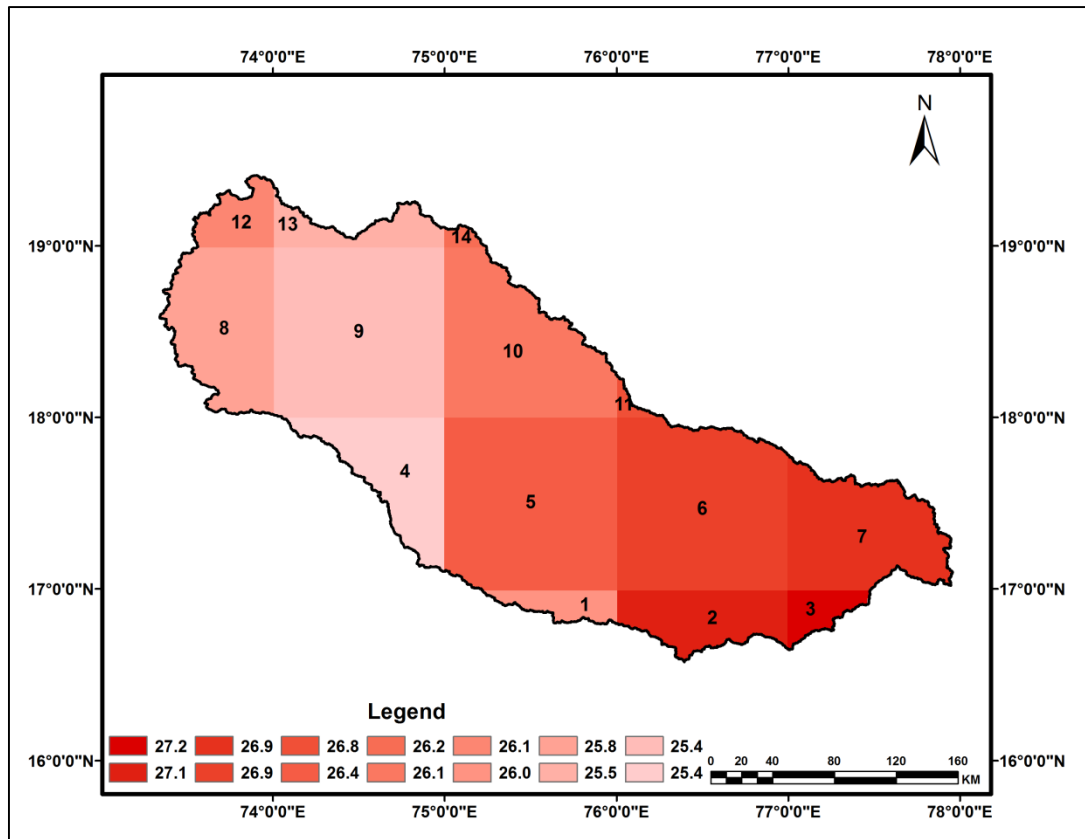 74°0'0"E 75°0'0"E 76°0'0"E 77°0'0"E 78°0'0"E
N
12 13 14
19°0'0"N 19°0'0"N
8 9 10
11
18°0'0"N 18°0'0"N
4 5 6 7
17°0'0"N 17°0'0"N
1 2 3
Legend
27.2 26.9 26.8 26.2 26.1 25.8 25.4
27.1 26.9 26.4 26.1 26.0 25.5 25.4
0 20 40 80 120 160
KM
16°0'0"N 16°0'0"N
74°0'0"E 75°0'0"E 76°0'0"E 77°0'0"E 78°0'0"E